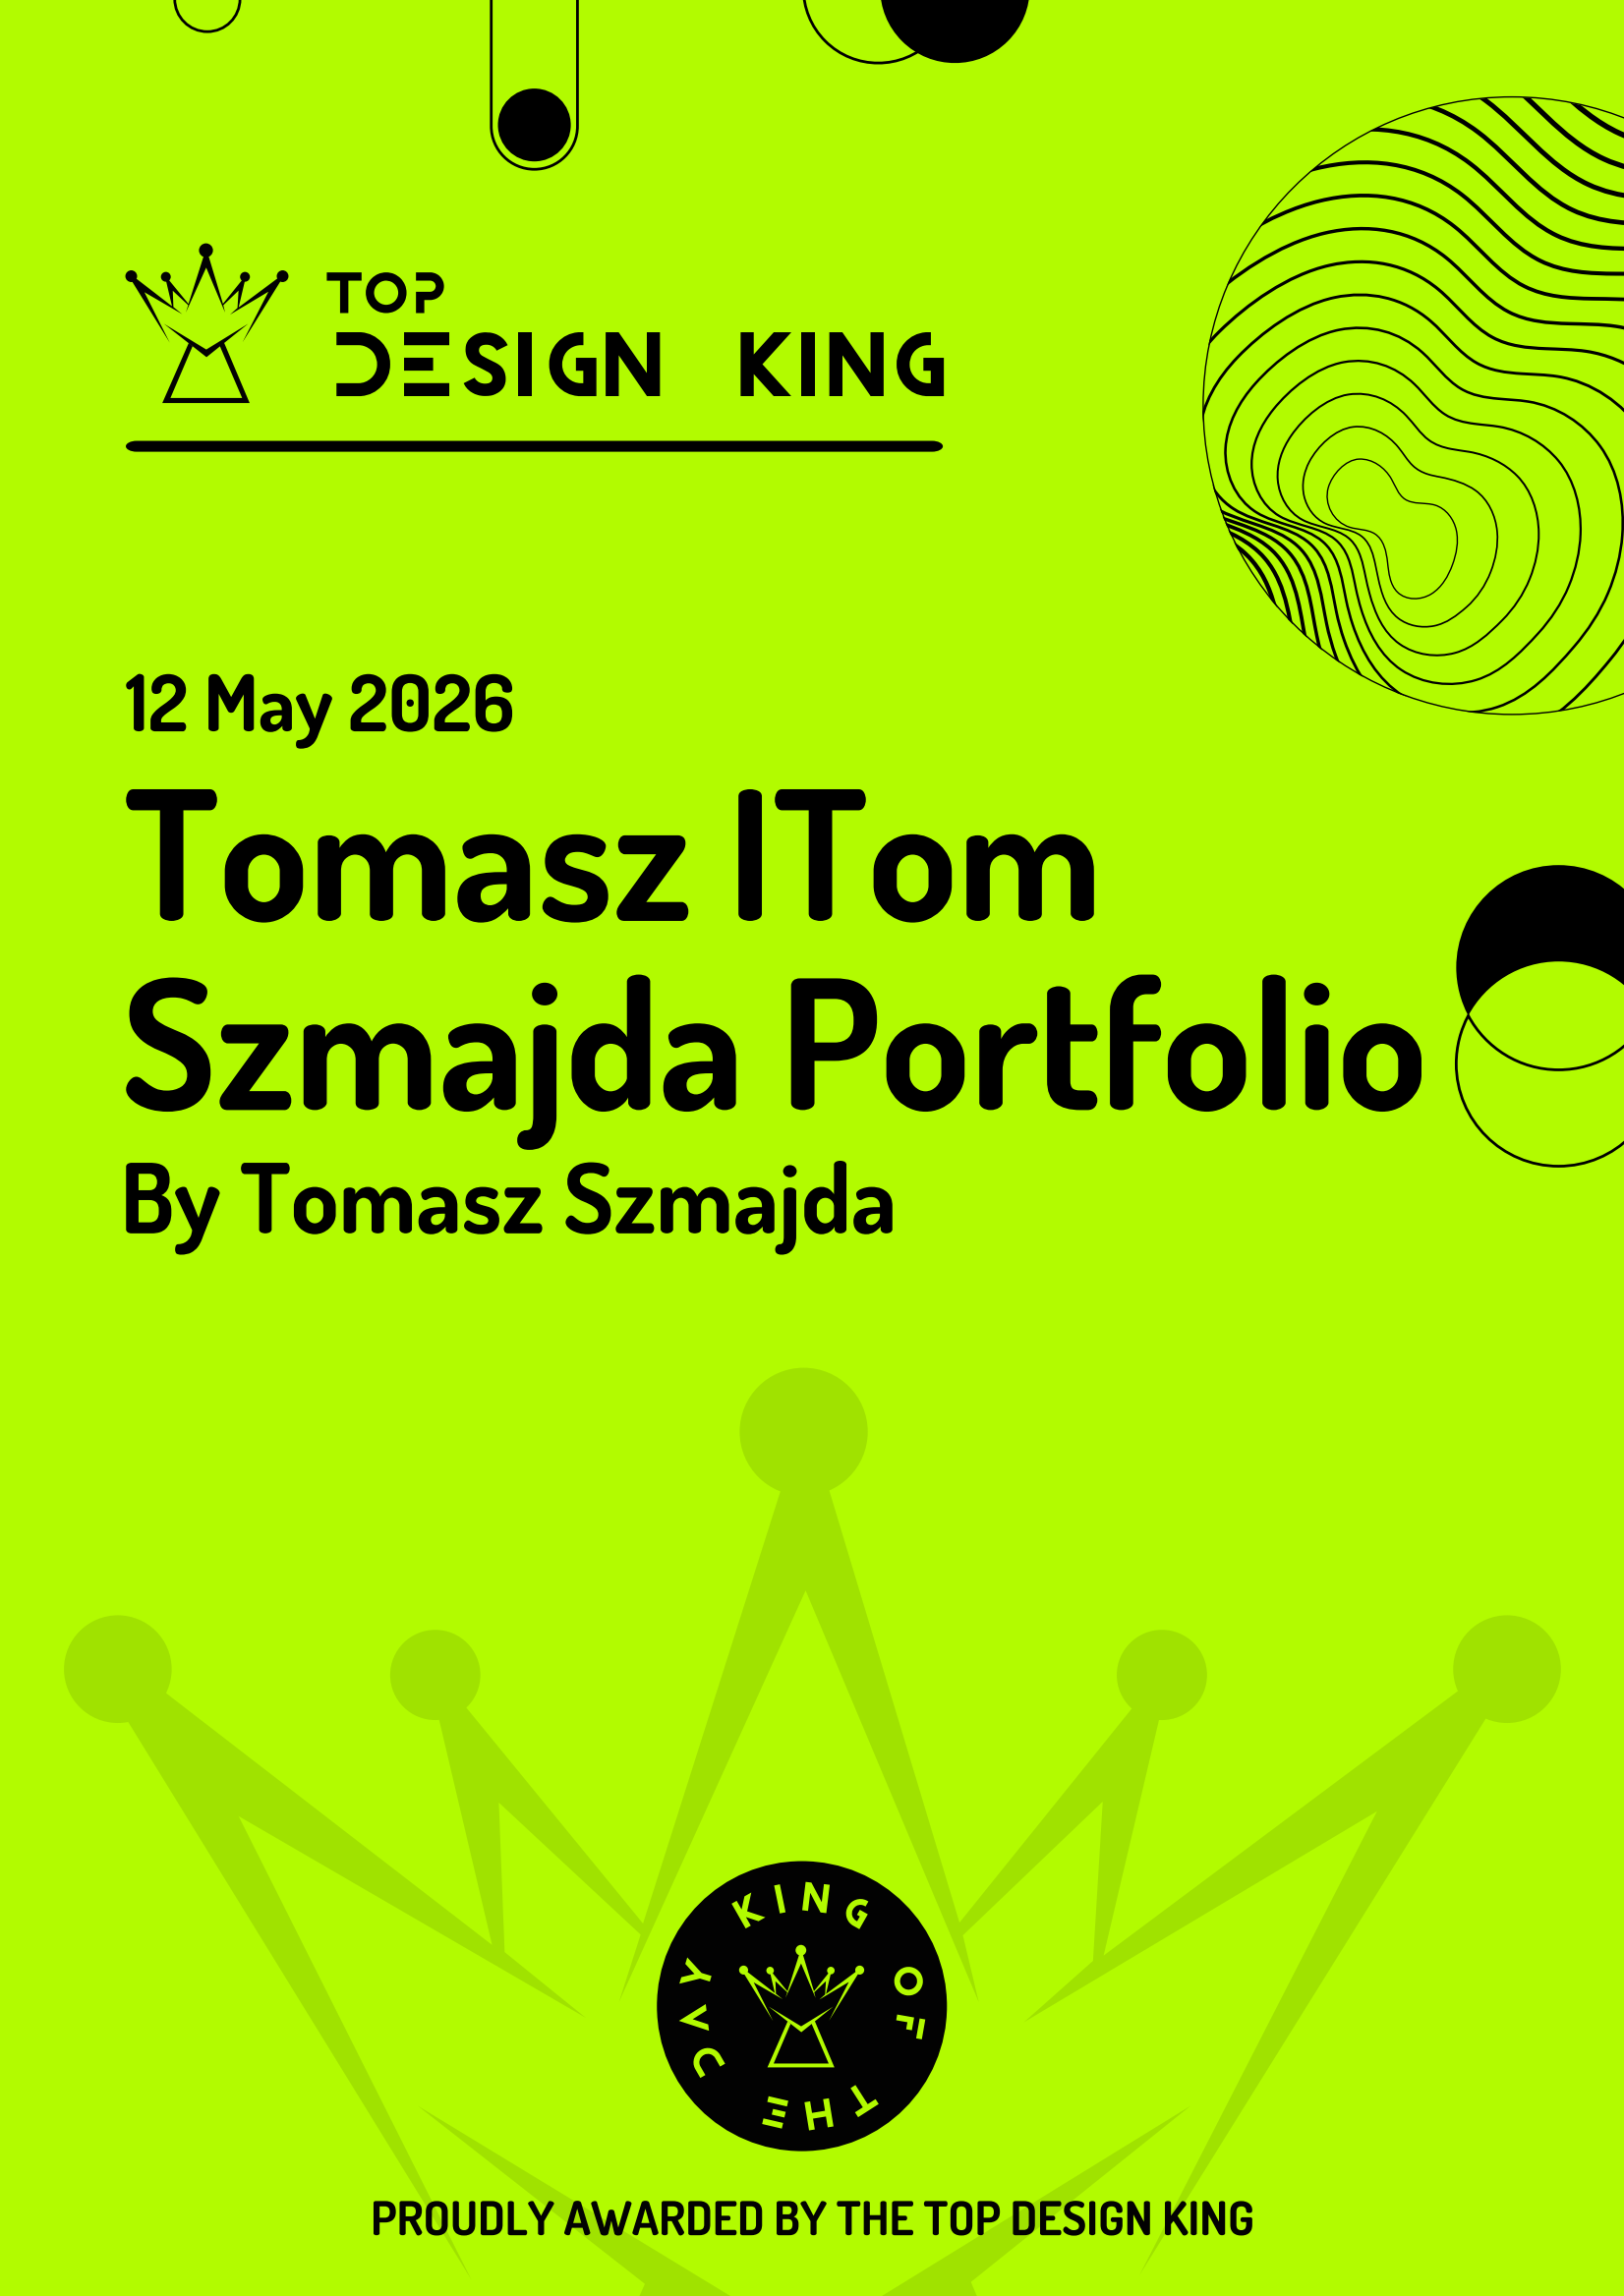 TOP
DESIGN KING
12 May 2026
Tomasz ITom
Szmajda Portfolio
By Tomasz Szmajda
KING OF THE DAY
PROUDLY AWARDED BY THE TOP DESIGN KING